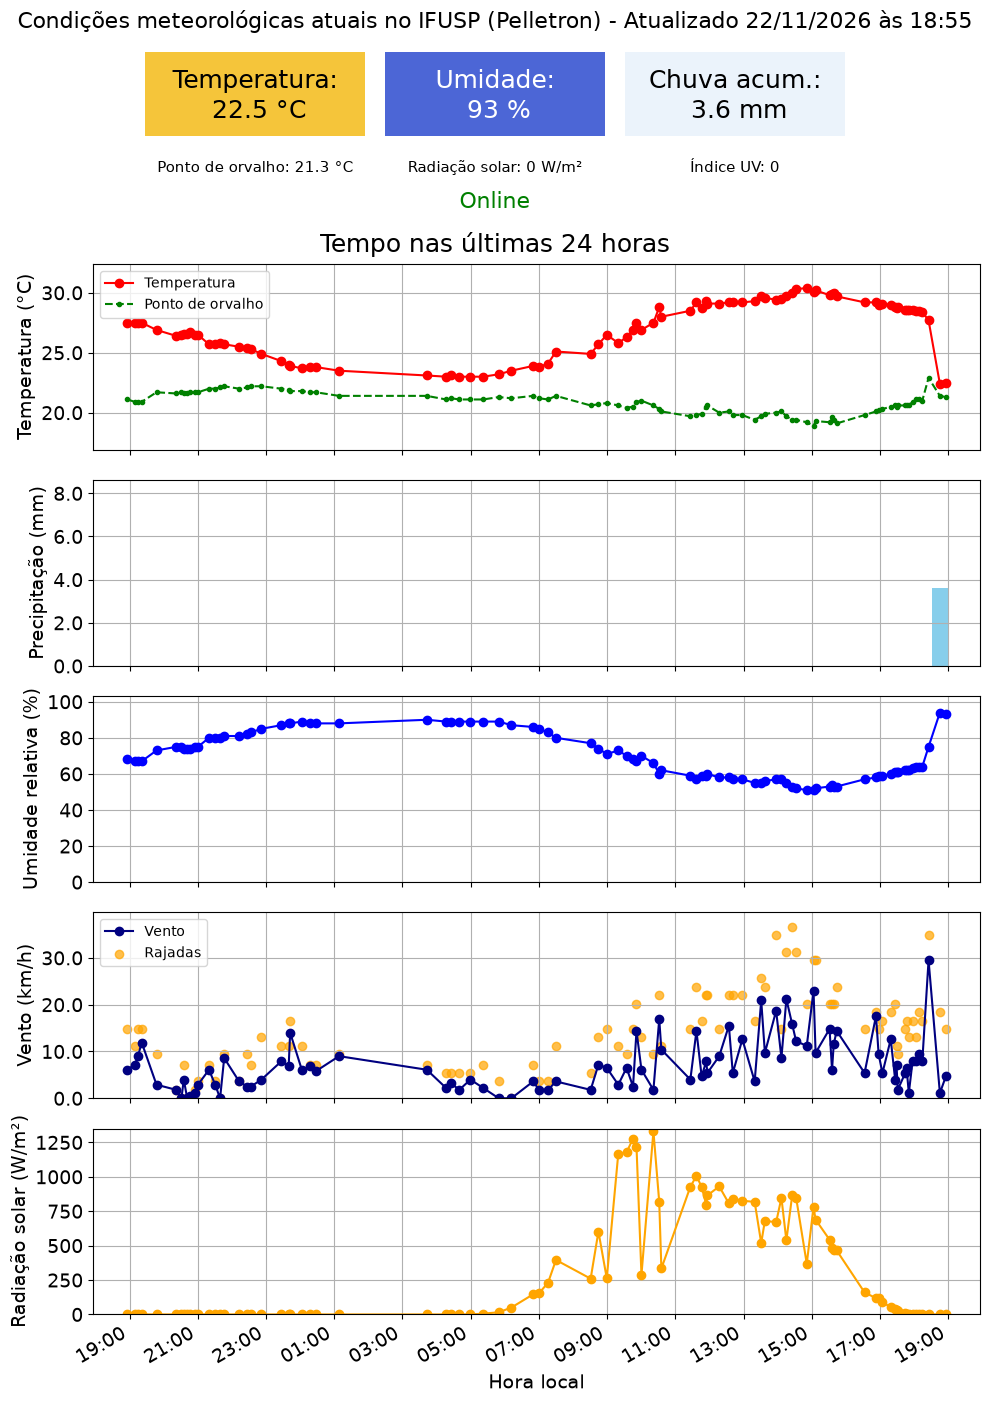 Condições meteorológicas atuais no IFUSP (Pelletron) - Atualizado 22/11/2026 às 18:55
Temperatura:
22.5 °C
Umidade:
93 %
Chuva acum.:
3.6 mm
Ponto de orvalho: 21.3 °C
Radiação solar: 0 W/m²
Índice UV: 0
Online
Tempo nas últimas 24 horas
Temperatura (°C)
30.0
25.0
20.0
Temperatura
Ponto de orvalho
Precipitação (mm)
8.0
6.0
4.0
2.0
0.0
Umidade relativa (%)
100
80
60
40
20
0
Vento (km/h)
30.0
20.0
10.0
0.0
Vento
Rajadas
Radiação solar (W/m²)
1250
1000
750
500
250
0
19:00 21:00 23:00 01:00 03:00 05:00 07:00 09:00 11:00 13:00 15:00 17:00 19:00
Hora local